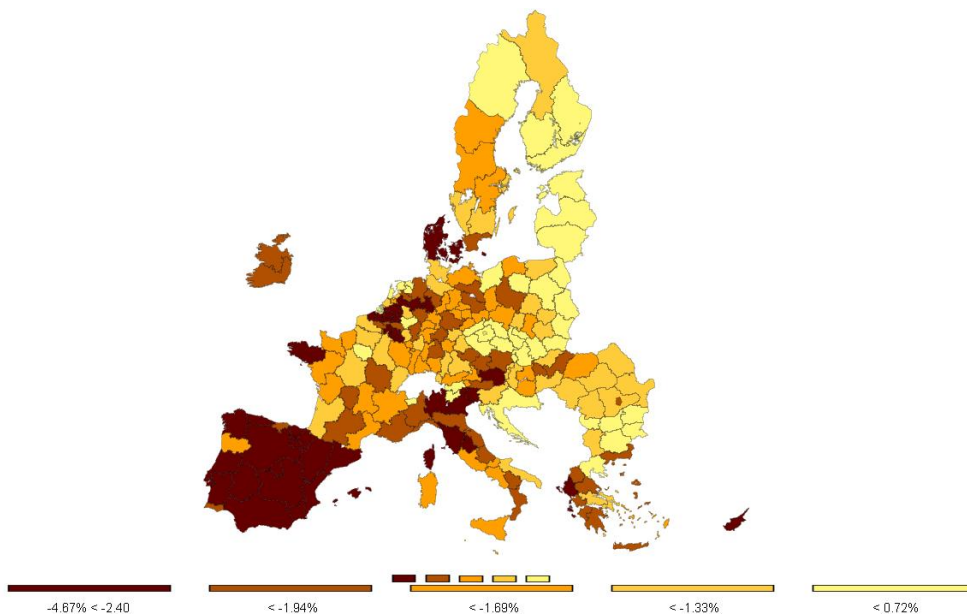 -4.67% < -2.40
< -1.94%
< -1.69%
< -1.33%
< 0.72%